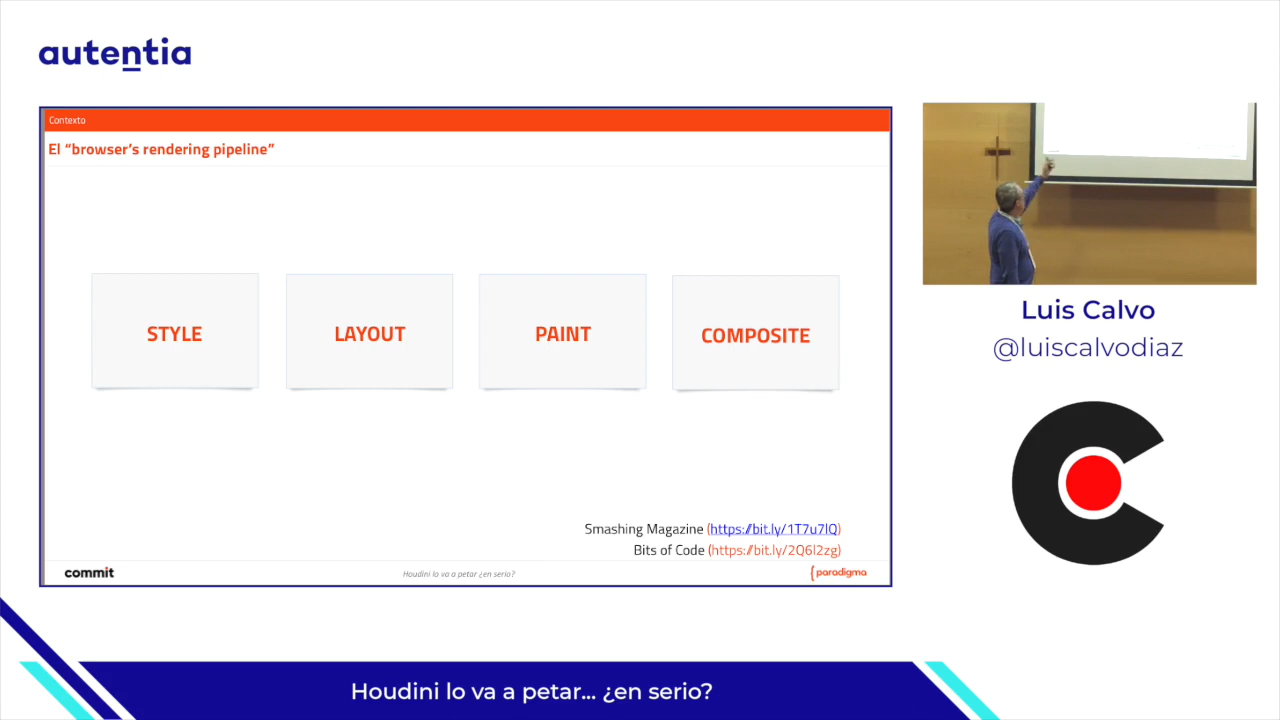 autentia
Contexto
El “browser’s rendering pipeline”
STYLE
LAYOUT
PAINT
COMPOSITE
Smashing Magazine (https://bit.ly/1T7u7lQ)
Bits of Code (https://bit.ly/2Q6l2zg)
commit
Houdini lo va a petar ¿en serio?
{paradigma
Luis Calvo
@luiscalvodiaz
Houdini lo va a petar... ¿en serio?